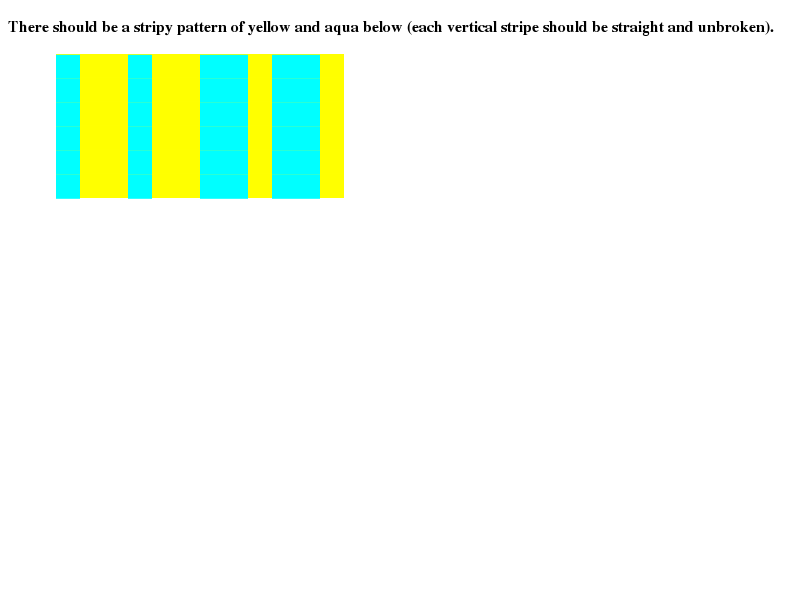 There should be a stripy pattern of yellow and aqua below (each vertical stripe should be straight and unbroken).